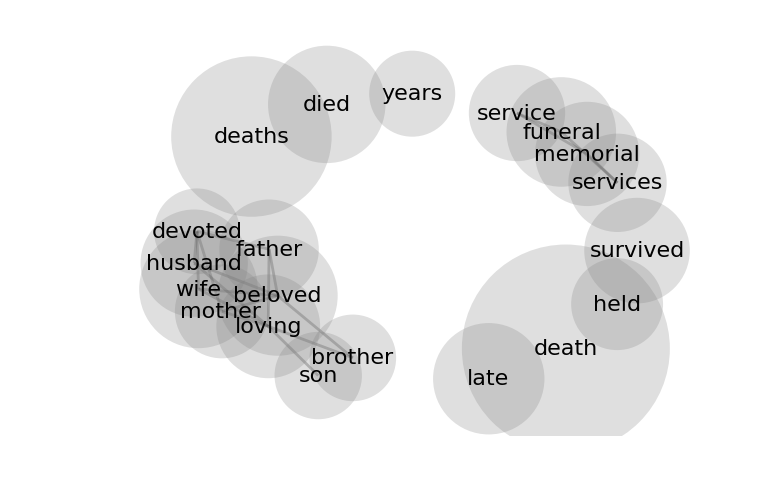 years
died
service
funeral
deaths
memorial
services
devoted
father
survived
husband
wife
beloved
held
mother
loving
death
brother
son
late